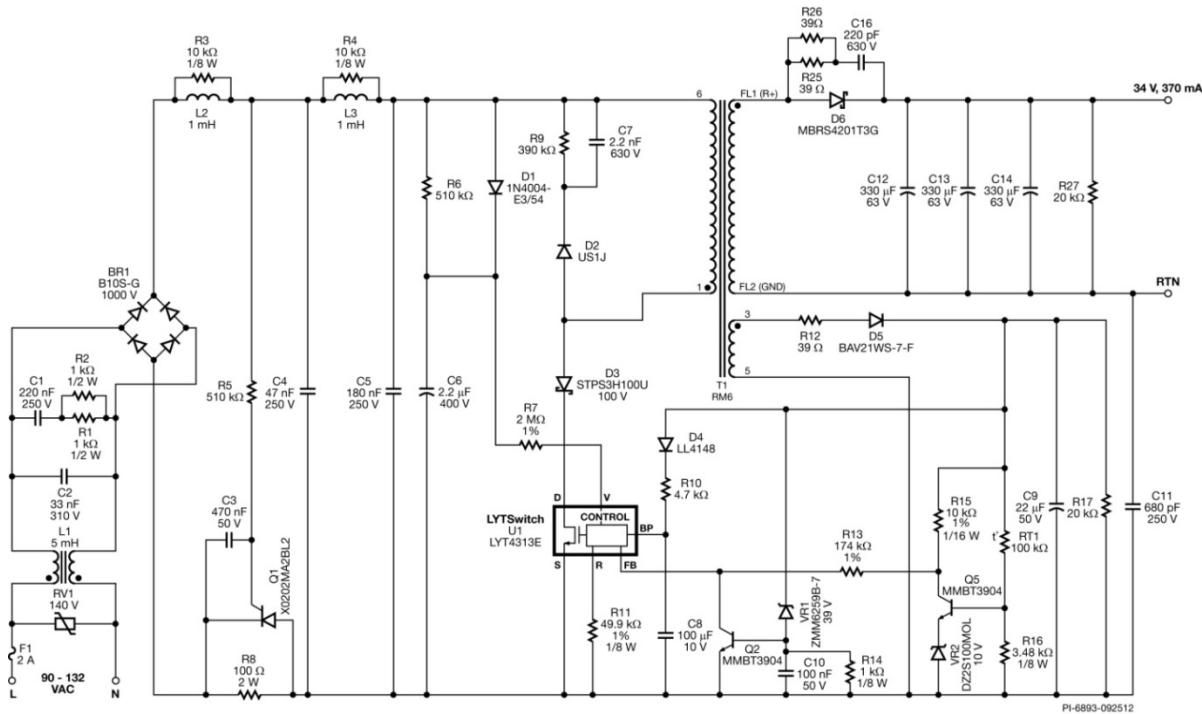 R3
10 kΩ
1/8 W
L2
1 mH
R4
10 kΩ
1/8 W
L3
1 mH
R26
39Ω
C16
220 pF
630 V
R25
39 Ω
D6
MBRS4201T3G
34 V, 370 mA
6
FL1 (R+)
R9
390 kΩ
C7
2.2 nF
630 V
D1
1N4004-
E3/54
R6
510 kΩ
D2
US1J
C12
330 µF
63 V
C13
330 µF
63 V
C14
330 µF
63 V
R27
20 kΩ
BR1
B10S-G
1000 V
1
FL2 (GND)
RTN
3
R12
39 Ω
D5
BAV21WS-7-F
5
T1
RM6
R2
1 kΩ
1/2 W
C1
220 nF
250 V
R1
1 kΩ
1/2 W
R5
510 kΩ
C4
47 nF
250 V
C5
180 nF
250 V
C6
2.2 µF
400 V
D3
STPS3H100U
100 V
R7
2 MΩ
1%
D4
LL4148
R10
4.7 kΩ
C2
33 nF
310 V
L1
5 mH
RV1
140 V
F1
2 A
L
90 - 132
VAC
N
C3
470 nF
50 V
Q1
X0202MA2BL2
R8
100 Ω
2 W
D
V
LYTSwitch
U1
LYT4313E
CONTROL
BP
S
R
FB
R11
49.9 kΩ
1%
1/8 W
C8
100 µF
10 V
R13
174 kΩ
1%
Q2
MMBT3904
VR1
ZMM6259B-7
39 V
C10
100 nF
50 V
R14
1 kΩ
1/8 W
R15
10 kΩ
1%
1/16 W
t°
RT1
100 kΩ
C9
22 µF
50 V
R17
20 kΩ
C11
680 pF
250 V
Q5
MMBT3904
VR2
DZ2S100MOL
10 V
R16
3.48 kΩ
1/8 W
PI-6893-092512